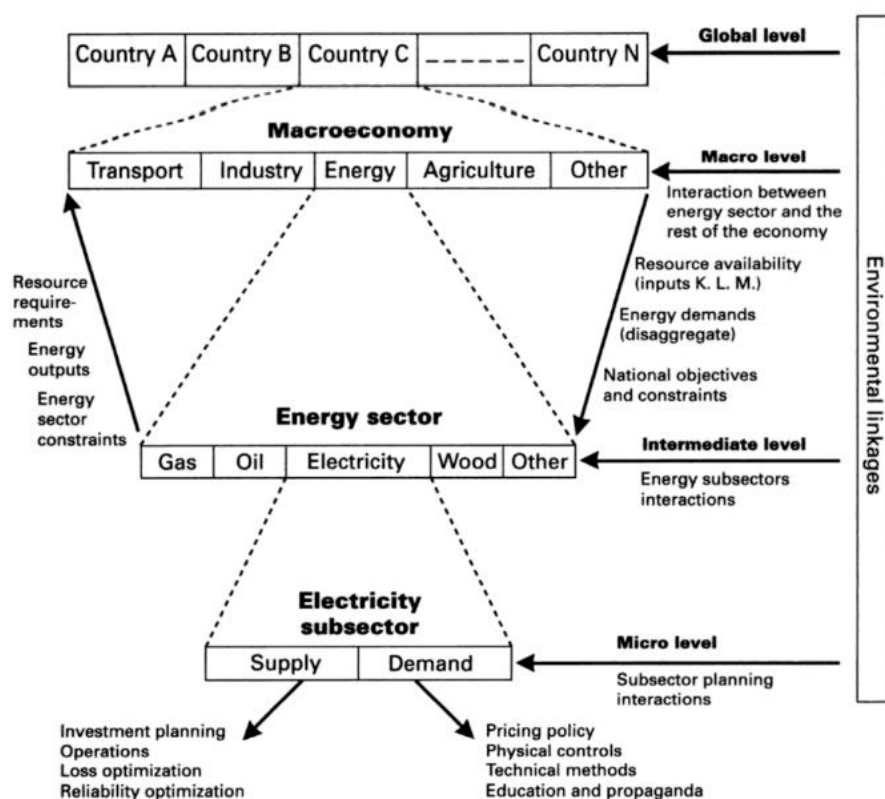 Country A Country B Country C ______ Country N
Global level
Macroeconomy
Macro level
Transport Industry Energy Agriculture Other
Interaction between
energy sector and the
rest of the economy
Resource availability
(inputs K. L. M.)
Energy demands
(disaggregate)
National objectives
and constraints
Resource
require-
ments
Energy
outputs
Energy
sector
constraints
Energy sector
Intermediate level
Gas Oil Electricity Wood Other
Energy subsectors
interactions
Electricity
subsector
Micro level
Supply Demand
Subsector planning
interactions
Investment planning
Operations
Loss optimization
Reliability optimization
Pricing policy
Physical controls
Technical methods
Education and propaganda
Environmental linkages